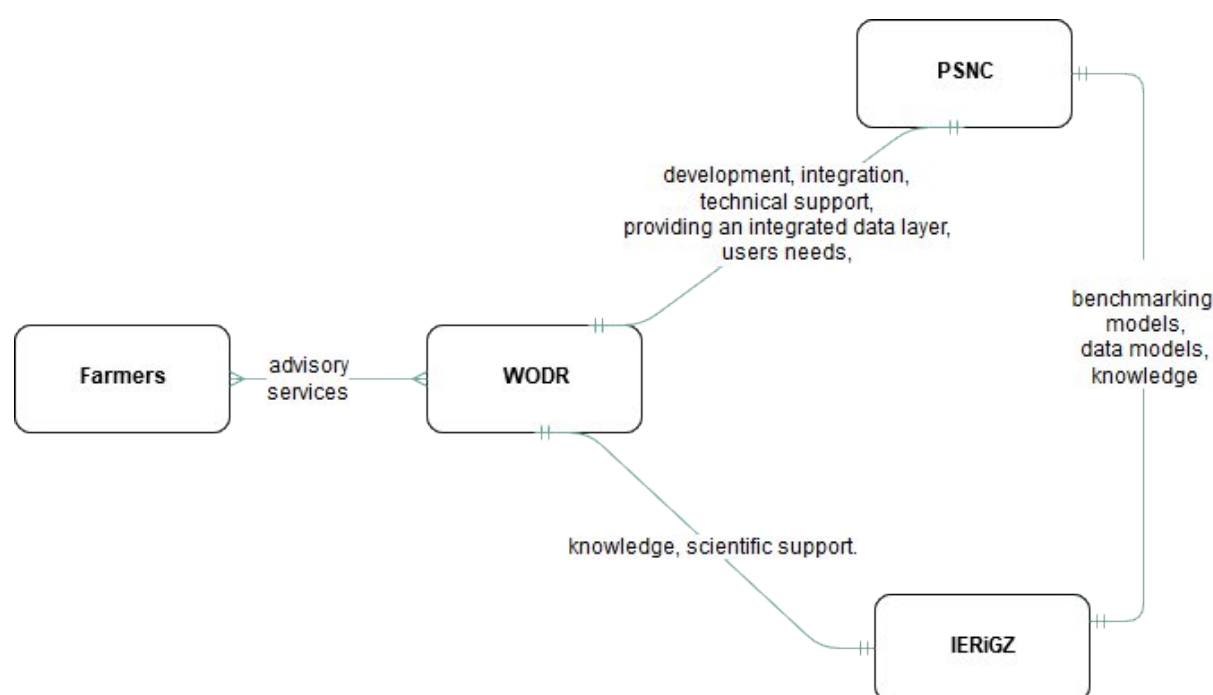 PSNC
development, integration,
technical support,
providing an integrated data layer,
users needs,
benchmarking
models,
data models,
knowledge
Farmers
advisory
services
WODR
knowledge, scientific support.
IERiGZ